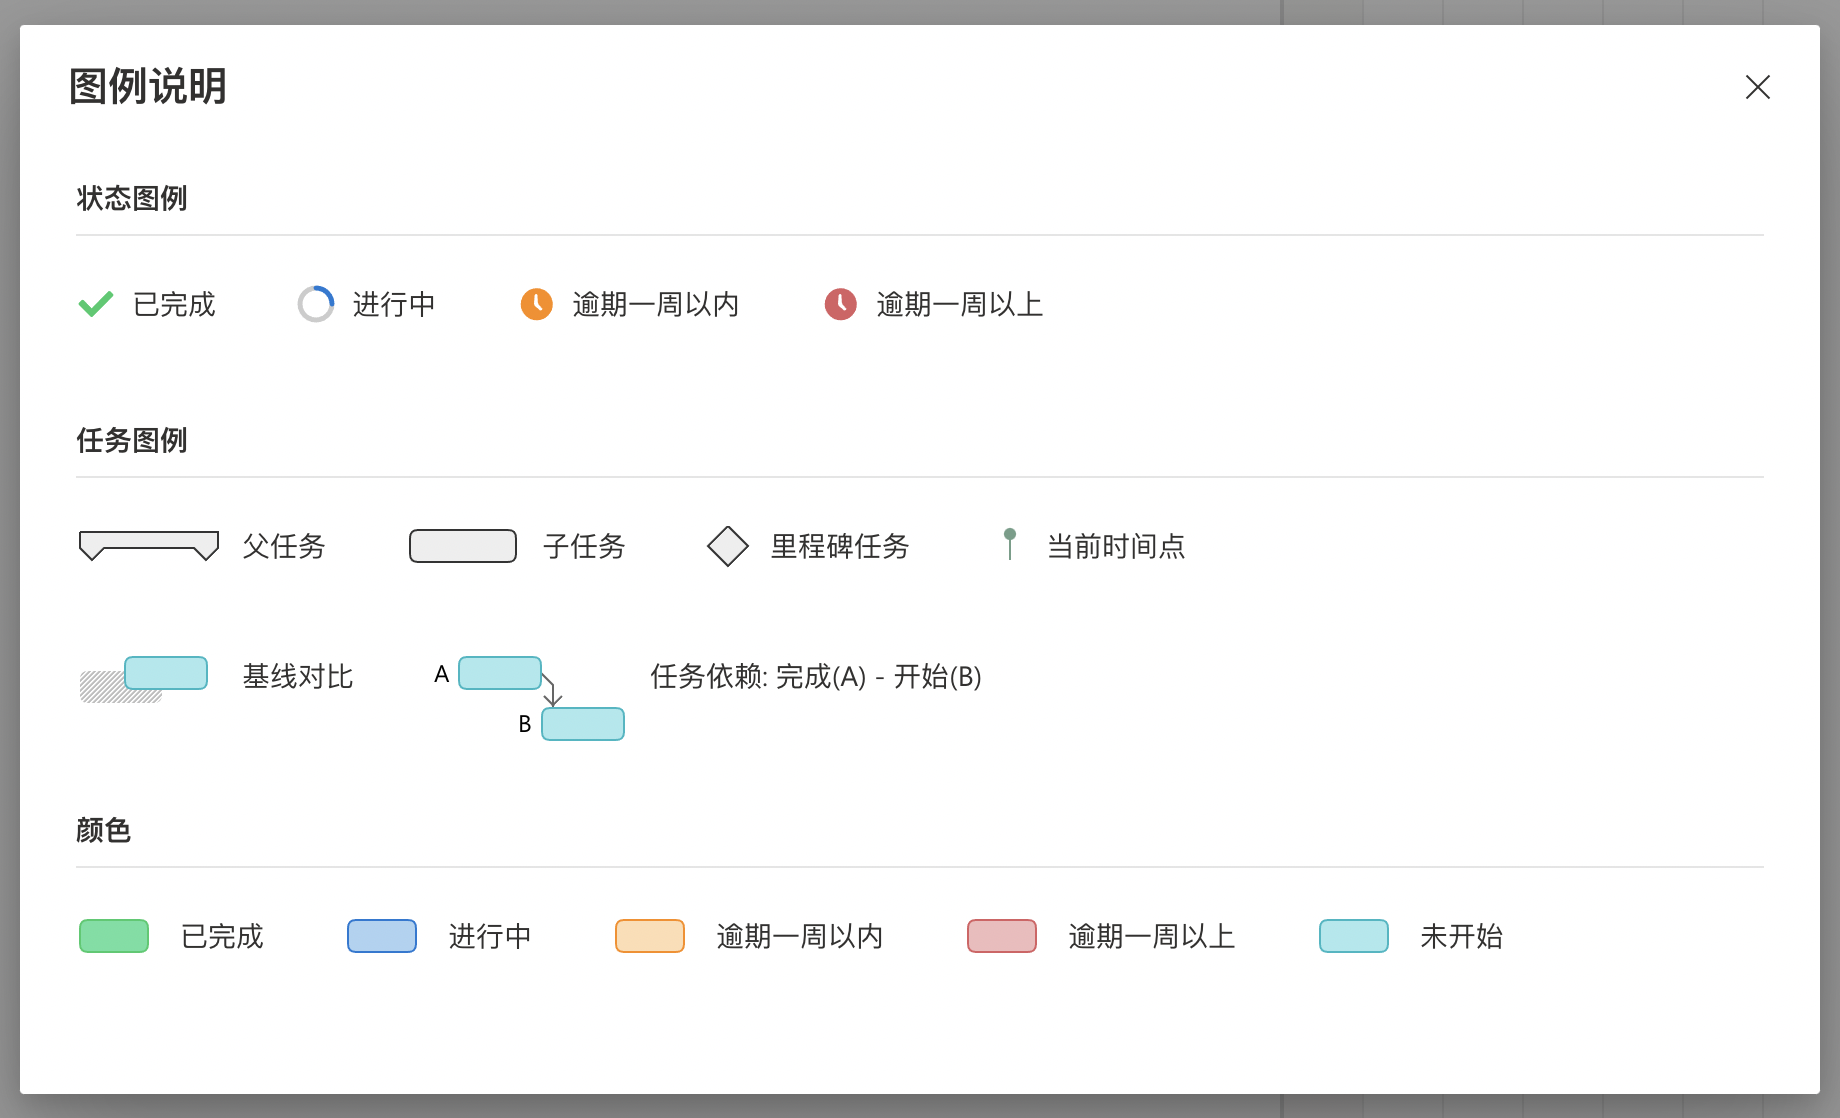 图例说明
状态图例
已完成 进行中 逾期一周以内 逾期一周以上
任务图例
父任务 子任务 里程碑任务 当前时间点
基线对比 A B 任务依赖: 完成(A) - 开始(B)
颜色
已完成 进行中 逾期一周以内 逾期一周以上 未开始